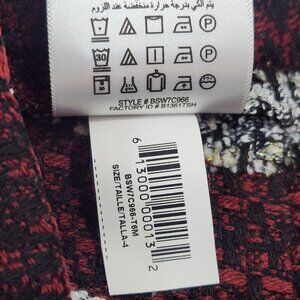 يتم الكي بدرجة حرارة منخفضة عند اللزوم
30
STYLE # BSW7C966
FACTORY ID # B1361TSH
6 13000 00013 2
BSW7C966-T6M
SIZE/TAILLE/TALLA-4